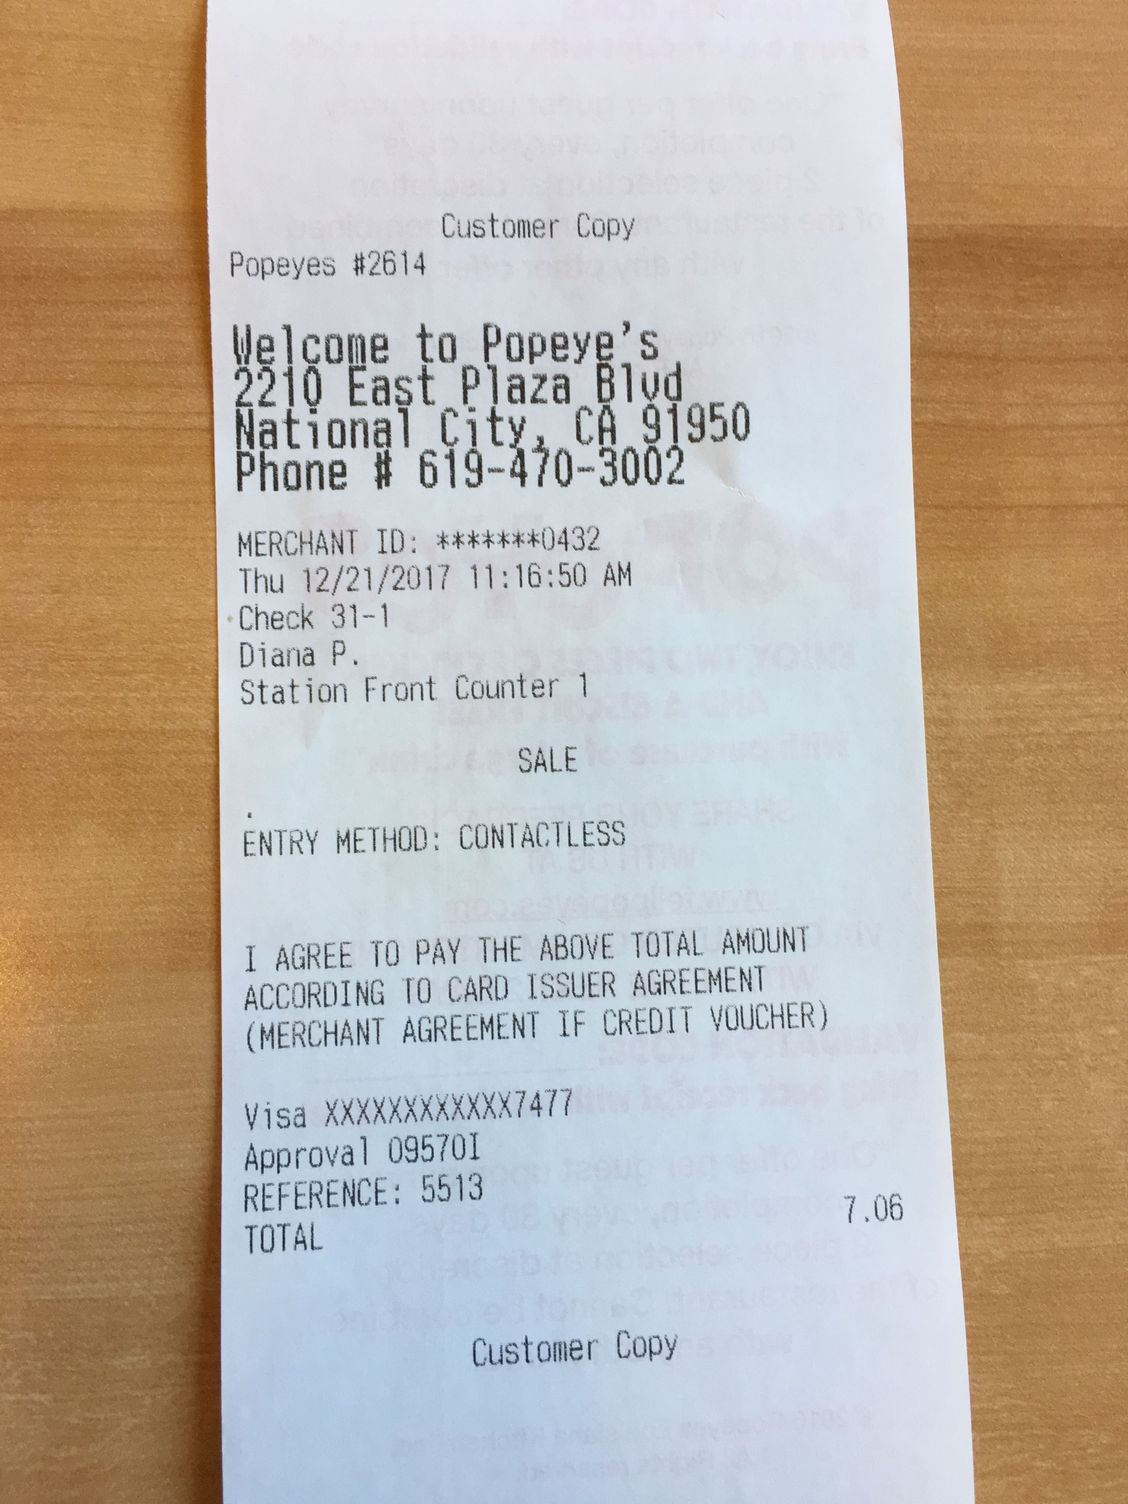 Customer Copy
Popeyes #2614
Welcome to Popeye's
2210 East Plaza Blvd
National City, CA 91950
Phone # 619-470-3002
MERCHANT ID: *******0432
Thu 12/21/2017 11:16:50 AM
Check 31-1
Diana P.
Station Front Counter 1
SALE
.
ENTRY METHOD: CONTACTLESS
I AGREE TO PAY THE ABOVE TOTAL AMOUNT
ACCORDING TO CARD ISSUER AGREEMENT
(MERCHANT AGREEMENT IF CREDIT VOUCHER)
Visa XXXXXXXXXXXX7477
Approval 09570I
REFERENCE: 5513
TOTAL 7.06
Customer Copy